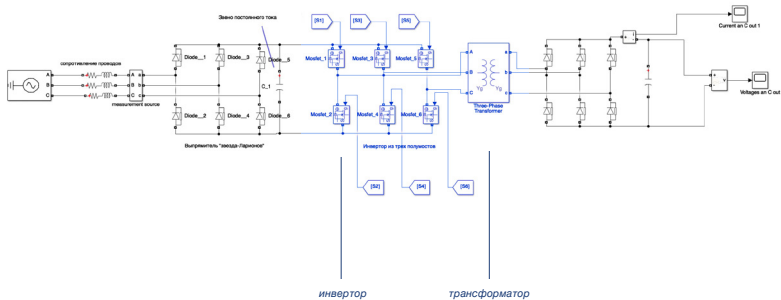 Звено постоянного тока
[S1]
[S3]
[S5]
Current an C out 1
сопротивление проводов
Diode__1
Diode__3
Diode__5
Mosfet_1
Mosfet_3
Mosfet_5
C_1
A
B
C
measurement source
Diode__2
Diode__4
Diode__6
Mosfet_2
Mosfet_4
Mosfet_6
Three-Phase
Transformer
Voltages an C out
Выпрямитель "звезда-Ларионов"
Инвертор из трех полумостов
[S2]
[S4]
[S6]
инвертор
трансформатор